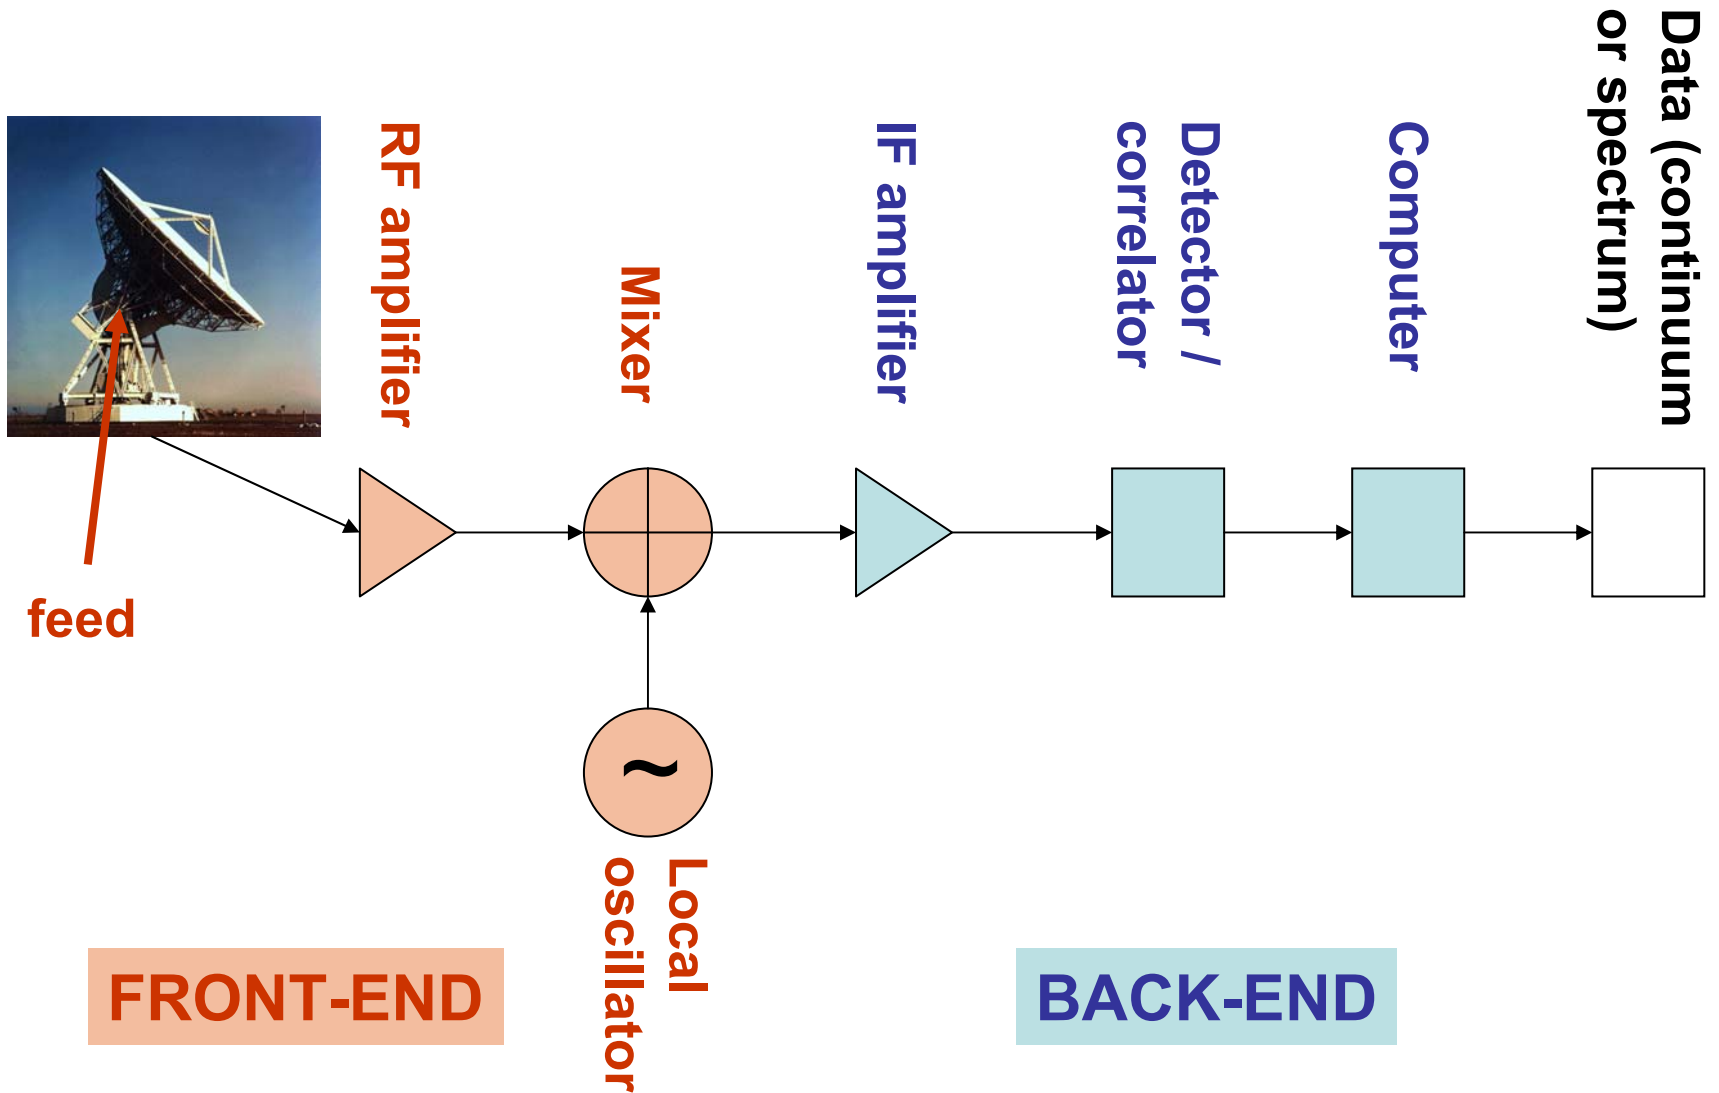 RF amplifier
Mixer
IF amplifier
Detector /
correlator
Computer
Data (continuum
or spectrum)
feed
~
Local
oscillator
FRONT-END
BACK-END